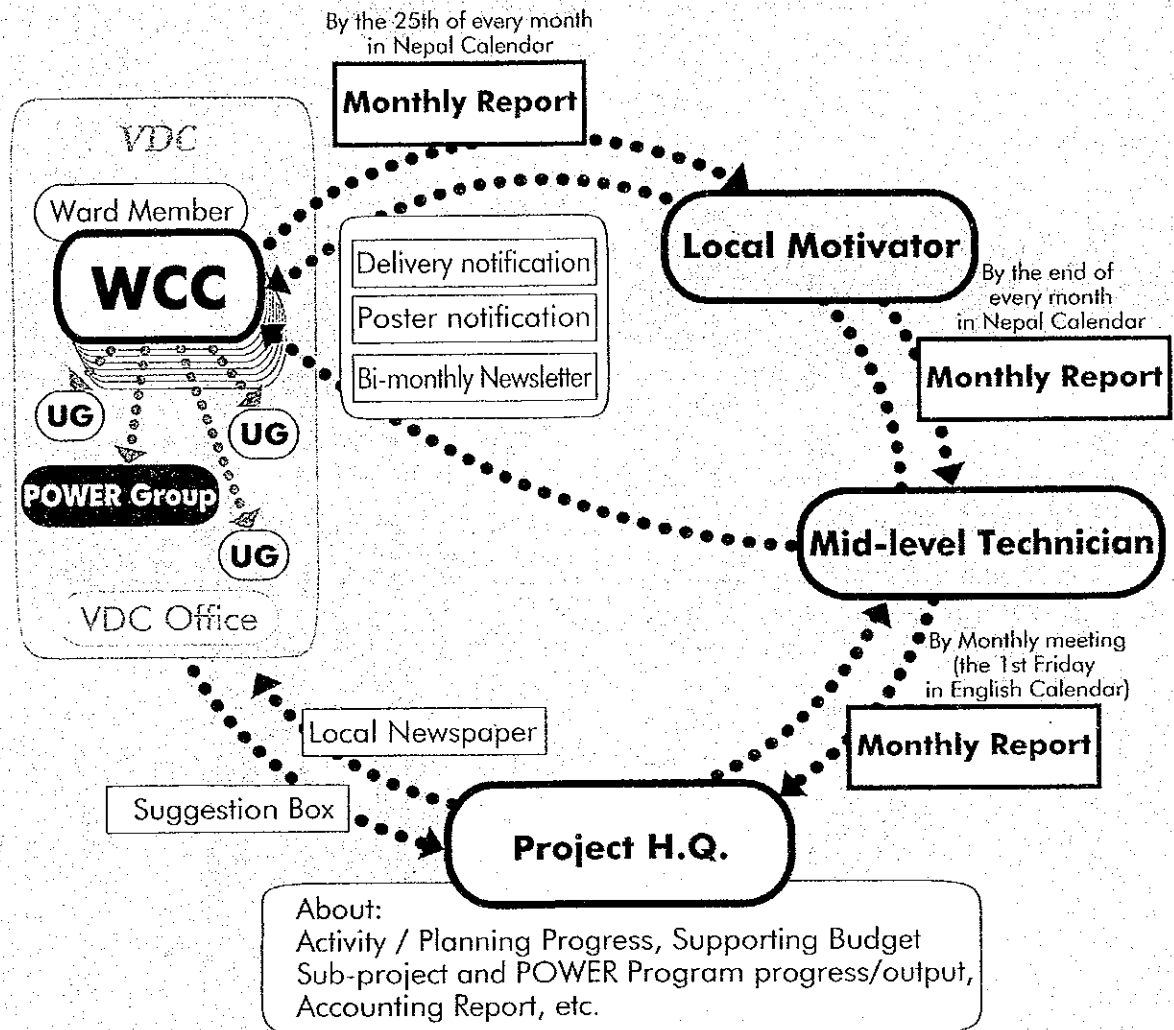 By the 25th of every month
in Nepal Calendar
Monthly Report
VDC
Ward Member
WCC
Delivery notification
Poster notification
Bi-monthly Newsletter
Local Motivator
By the end of
every month
in Nepal Calendar
Monthly Report
UG
UG
POWER Group
UG
VDC Office
Mid-level Technician
By Monthly meeting
(the 1st Friday
in English Calendar)
Monthly Report
Local Newspaper
Suggestion Box
Project H.Q.
About:
Activity / Planning Progress, Supporting Budget
Sub-project and POWER Program progress/output,
Accounting Report, etc.